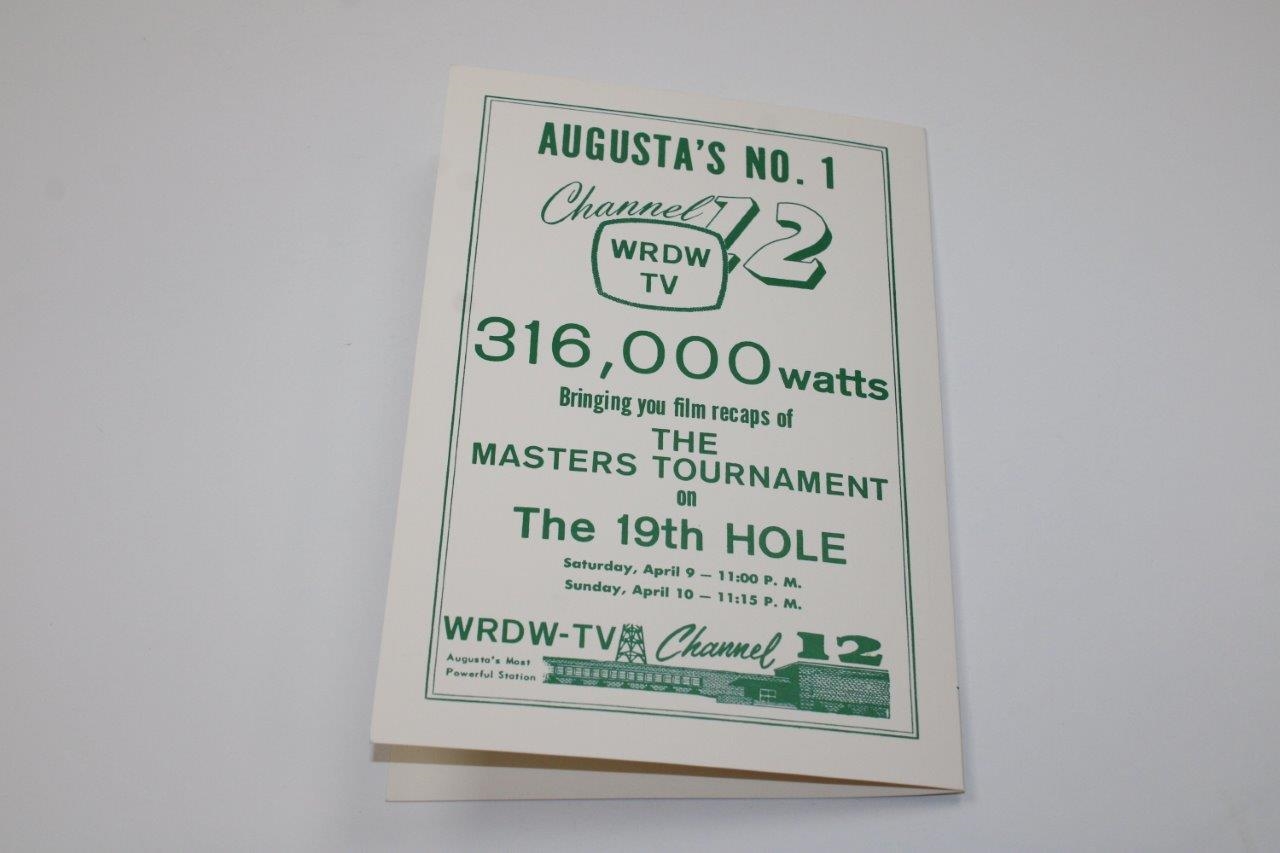 AUGUSTA'S NO. 1
Channel 12
WRDW
TV
316,000 watts
Bringing you film recaps of
THE
MASTERS TOURNAMENT
on
The 19th HOLE
Saturday, April 9 — 11:00 P. M.
Sunday, April 10 — 11:15 P. M.
WRDW-TV Channel 12
Augusta's Most
Powerful Station